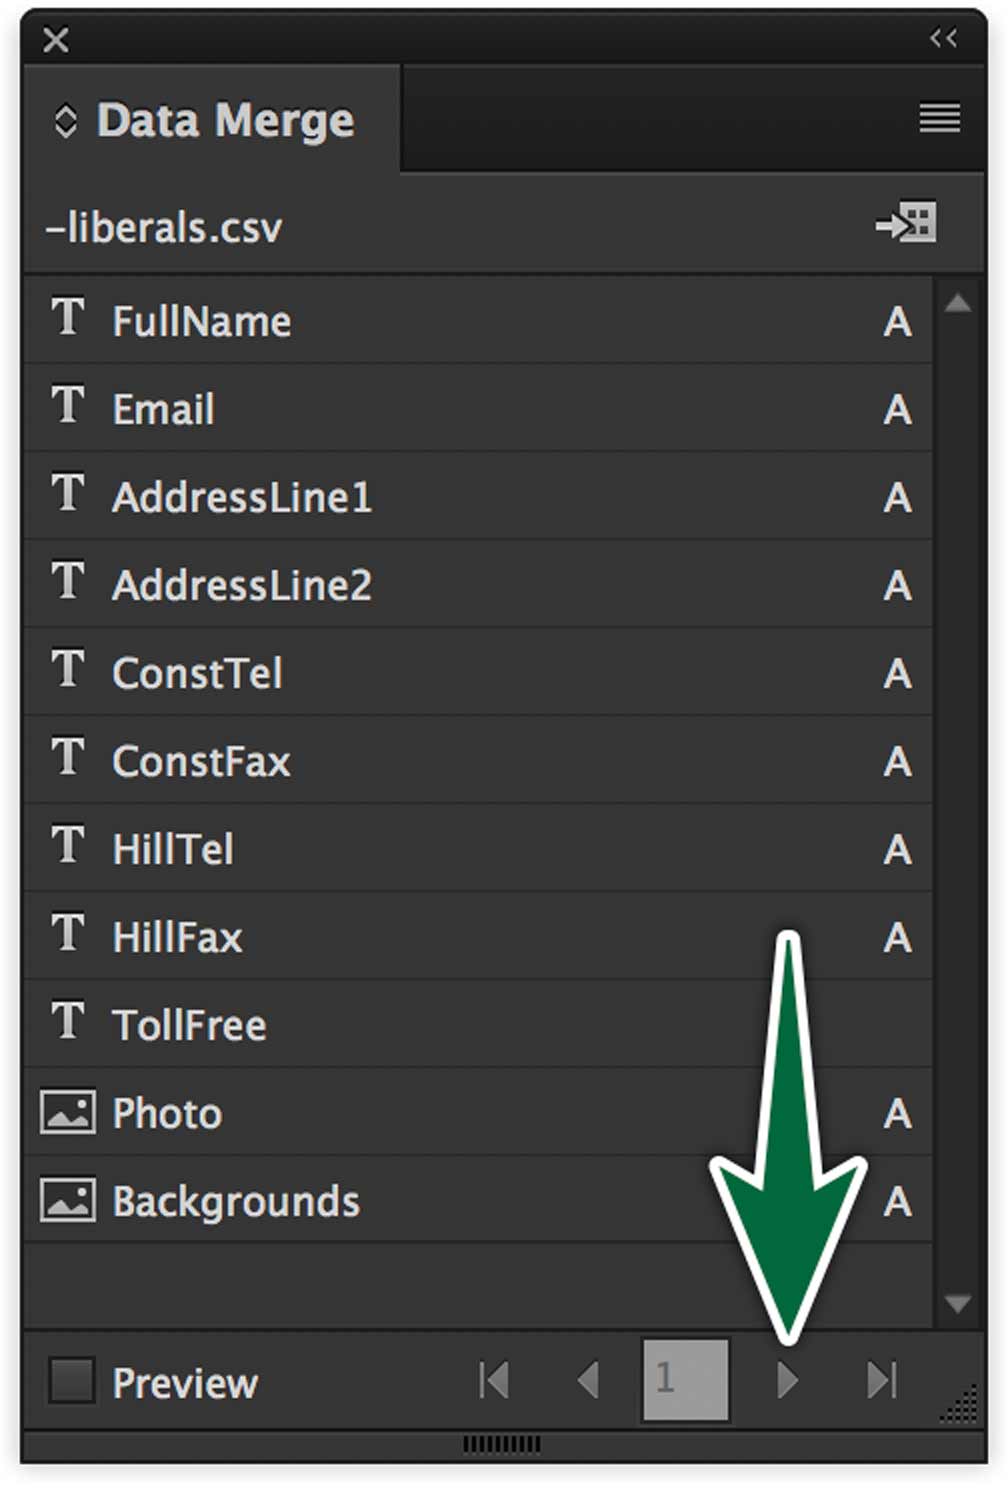 Data Merge
-liberals.csv
T FullName A
T Email A
T AddressLine1 A
T AddressLine2 A
T ConstTel A
T ConstFax A
T HillTel A
T HillFax A
T TollFree
Photo A
Backgrounds A
Preview 1